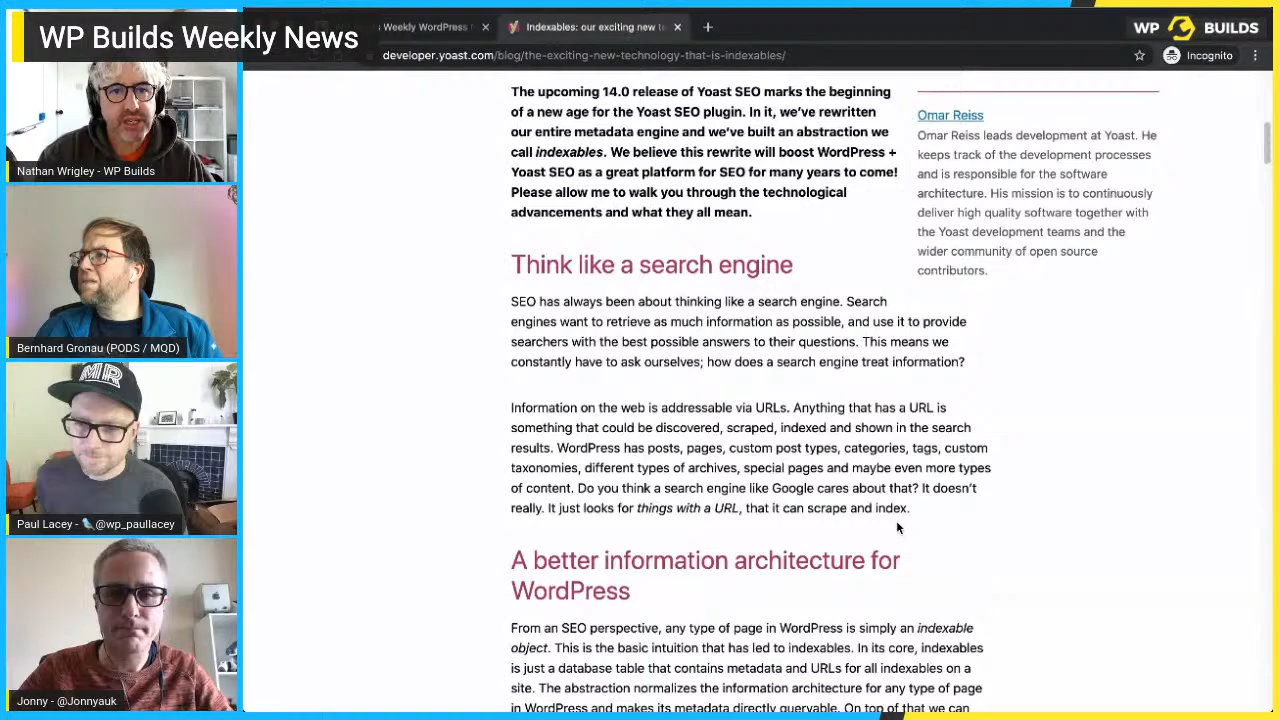 WP Builds Weekly News
Weekly WordPress
Indexables: our exciting new te
WP BUILDS
developer.yoast.com/blog/the-exciting-new-technology-that-is-indexables/
Incognito
The upcoming 14.0 release of Yoast SEO marks the beginning
of a new age for the Yoast SEO plugin. In it, we've rewritten
our entire metadata engine and we've built an abstraction we
call indexables. We believe this rewrite will boost WordPress +
Yoast SEO as a great platform for SEO for many years to come!
Please allow me to walk you through the technological
advancements and what they all mean.
Omar Reiss
Omar Reiss leads development at Yoast. He
keeps track of the development processes
and is responsible for the software
architecture. His mission is to continuously
deliver high quality software together with
the Yoast development teams and the
wider community of open source
contributors.
Think like a search engine
SEO has always been about thinking like a search engine. Search
engines want to retrieve as much information as possible, and use it to provide
searchers with the best possible answers to their questions. This means we
constantly have to ask ourselves; how does a search engine treat information?
Information on the web is addressable via URLs. Anything that has a URL is
something that could be discovered, scraped, indexed and shown in the search
results. WordPress has posts, pages, custom post types, categories, tags, custom
taxonomies, different types of archives, special pages and maybe even more types
of content. Do you think a search engine like Google cares about that? It doesn't
really. It just looks for things with a URL, that it can scrape and index.
A better information architecture for
WordPress
From an SEO perspective, any type of page in WordPress is simply an indexable
object. This is the basic intuition that has led to indexables. In its core, indexables
is just a database table that contains metadata and URLs for all indexables on a
site. The abstraction normalizes the information architecture for any type of page
in WordPress and makes its metadata directly queryable. On top of that we can
Nathan Wrigley - WP Builds
Bernhard Gronau (PODS / MQD)
MR
Paul Lacey - @wp_paullacey
Jonny - @Jonnyauk